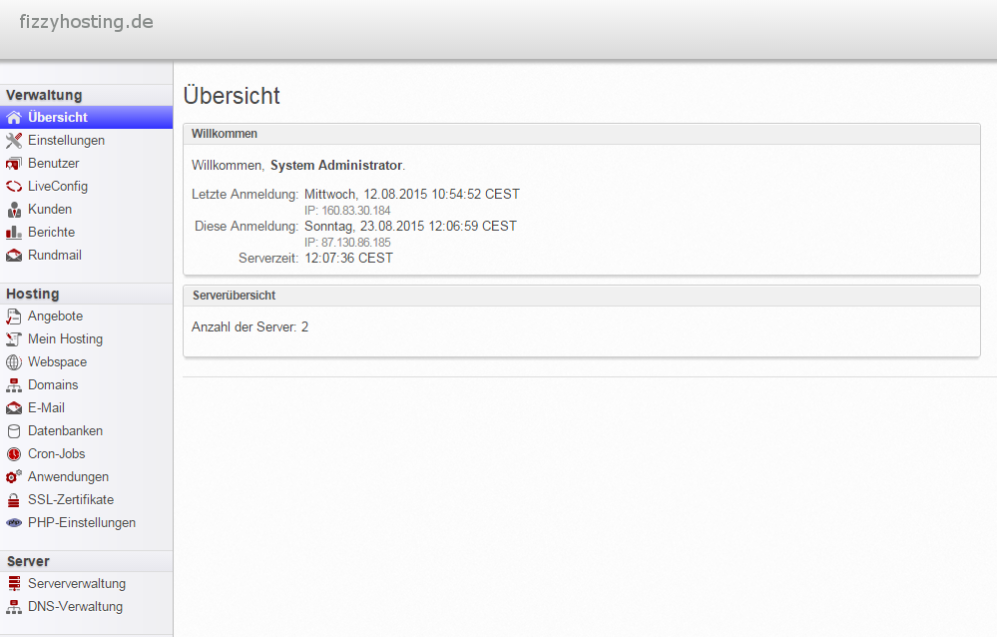 fizzyhosting.de
Verwaltung
Übersicht
Einstellungen
Benutzer
LiveConfig
Kunden
Berichte
Rundmail
Hosting
Angebote
Mein Hosting
Webspace
Domains
E-Mail
Datenbanken
Cron-Jobs
Anwendungen
SSL-Zertifikate
php PHP-Einstellungen
Server
Serververwaltung
DNS-Verwaltung
Übersicht
Willkommen
Willkommen, System Administrator.
Letzte Anmeldung: Mittwoch, 12.08.2015 10:54:52 CEST
IP: 160.83.30.184
Diese Anmeldung: Sonntag, 23.08.2015 12:06:59 CEST
IP: 87.130.86.185
Serverzeit: 12:07:36 CEST
Serverübersicht
Anzahl der Server: 2